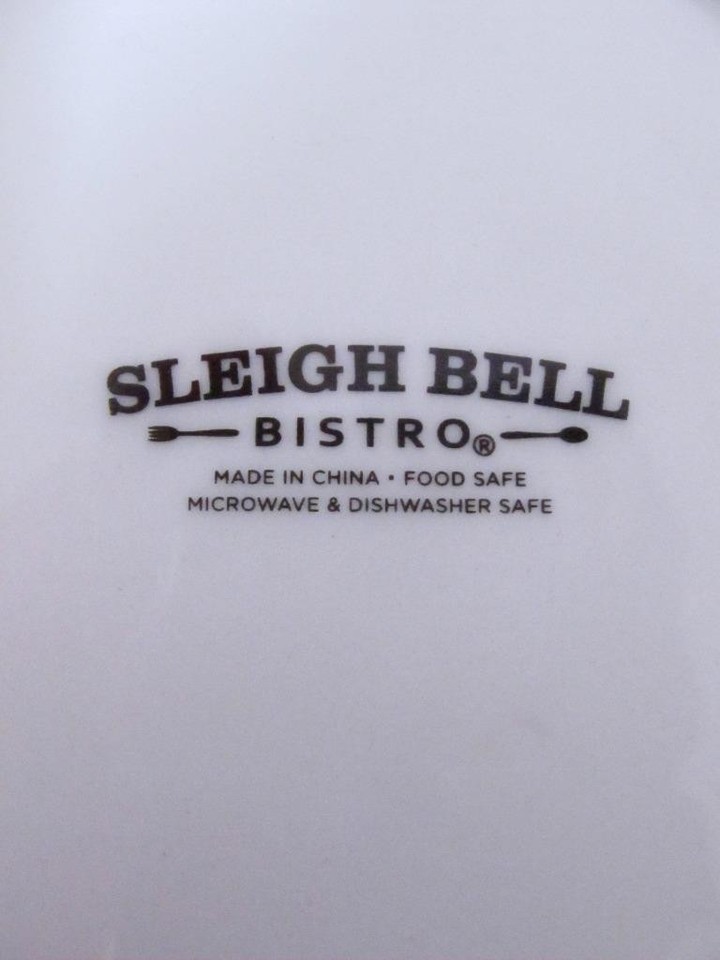 SLEIGH BELL
BISTRO®
MADE IN CHINA • FOOD SAFE
MICROWAVE & DISHWASHER SAFE